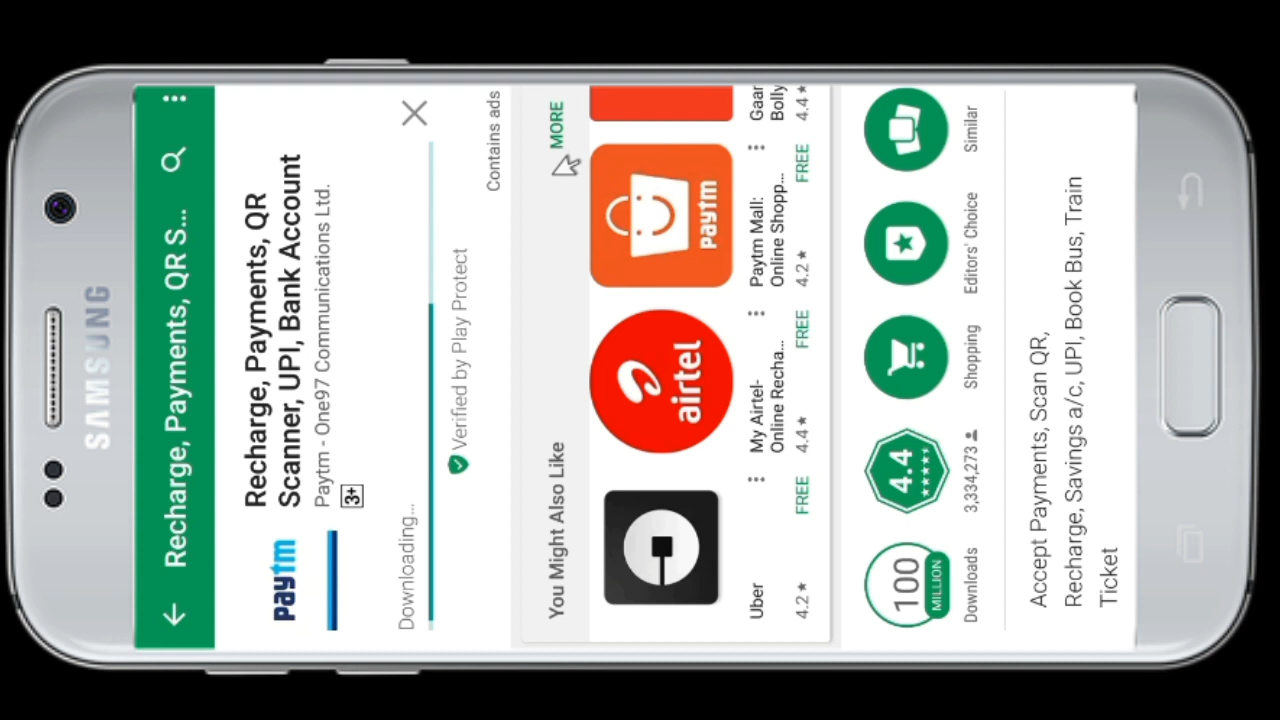 SAMSUNG
Recharge, Payments, QR S...
paytm
Recharge, Payments, QR
Scanner, UPI, Bank Account
Paytm - One97 Communications Ltd.
3+
Downloading...
Verified by Play Protect
Contains ads
You Might Also Like
MORE
airtel
paytm
Uber
4.2★ FREE
My Airtel-
Online Recha...
4.4★ FREE
Paytm Mall:
Online Shopp...
4.2★ FREE
Gaan
Bolly
4.4★
100
MILLION
Downloads
4.4
3,334,273
Shopping
Editors' Choice
Similar
Accept Payments, Scan QR,
Recharge, Savings a/c, UPI, Book Bus, Train
Ticket